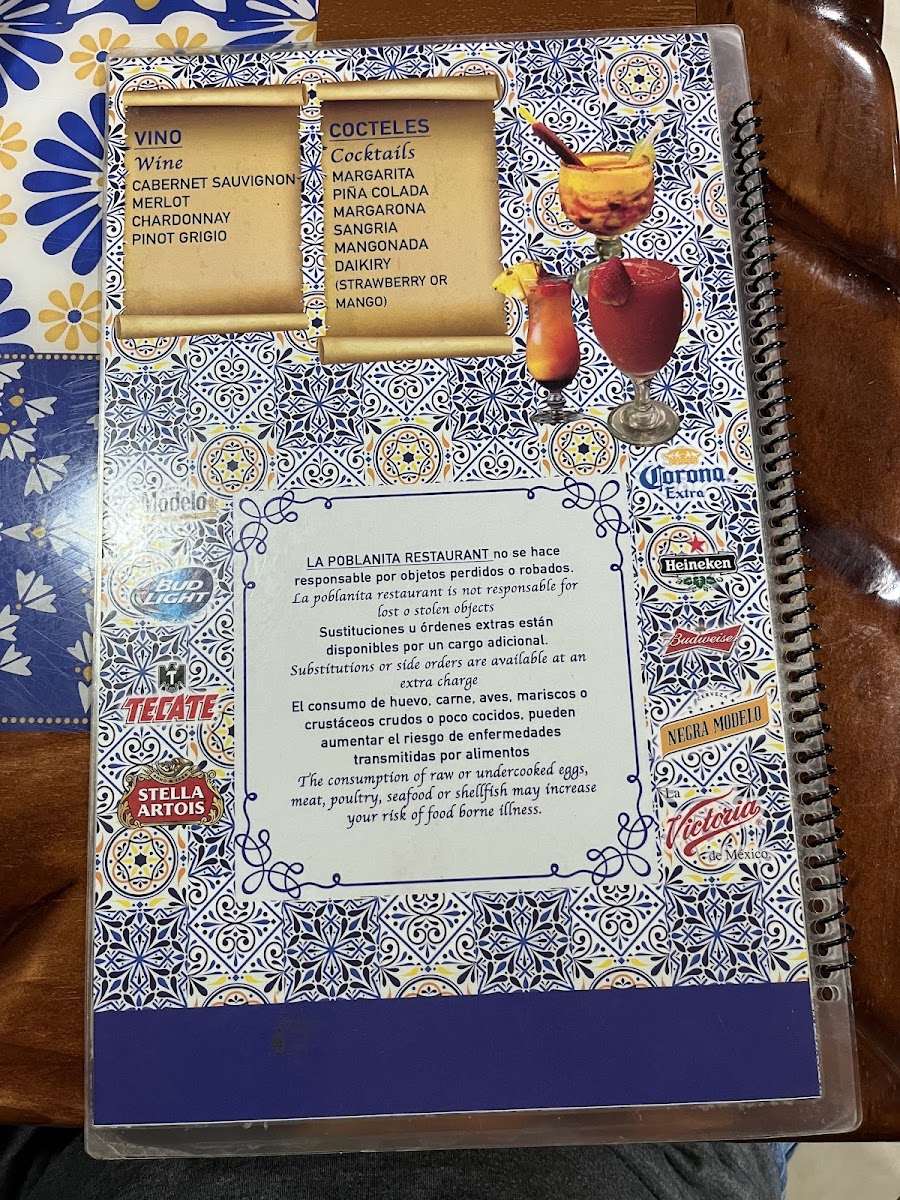 VINO
Wine
CABERNET SAUVIGNON
MERLOT
CHARDONNAY
PINOT GRIGIO
COCTELES
Cocktails
MARGARITA
PIÑA COLADA
MARGARONA
SANGRIA
MANGONADA
DAIKIRY
(STRAWBERRY OR
MANGO)
Modelo
BUD
LIGHT
TECATE
STELLA
ARTOIS
LA POBLANITA RESTAURANT no se hace
responsable por objetos perdidos o robados.
La poblanita restaurant is not responsible for
lost o stolen objects
Sustituciones u órdenes extras están
disponibles por un cargo adicional.
Substitutions or side orders are available at an
extra charge
El consumo de huevo, carne, aves, mariscos o
crustáceos crudos o poco cocidos, pueden
aumentar el riesgo de enfermedades
transmitidas por alimentos
The consumption of raw or undercooked eggs,
meat, poultry, seafood or shellfish may increase
your risk of food borne illness.
Corona
Extra
Heineken
Budweiser
CERVEZA
NEGRA MODELO
La
Victoria
de México